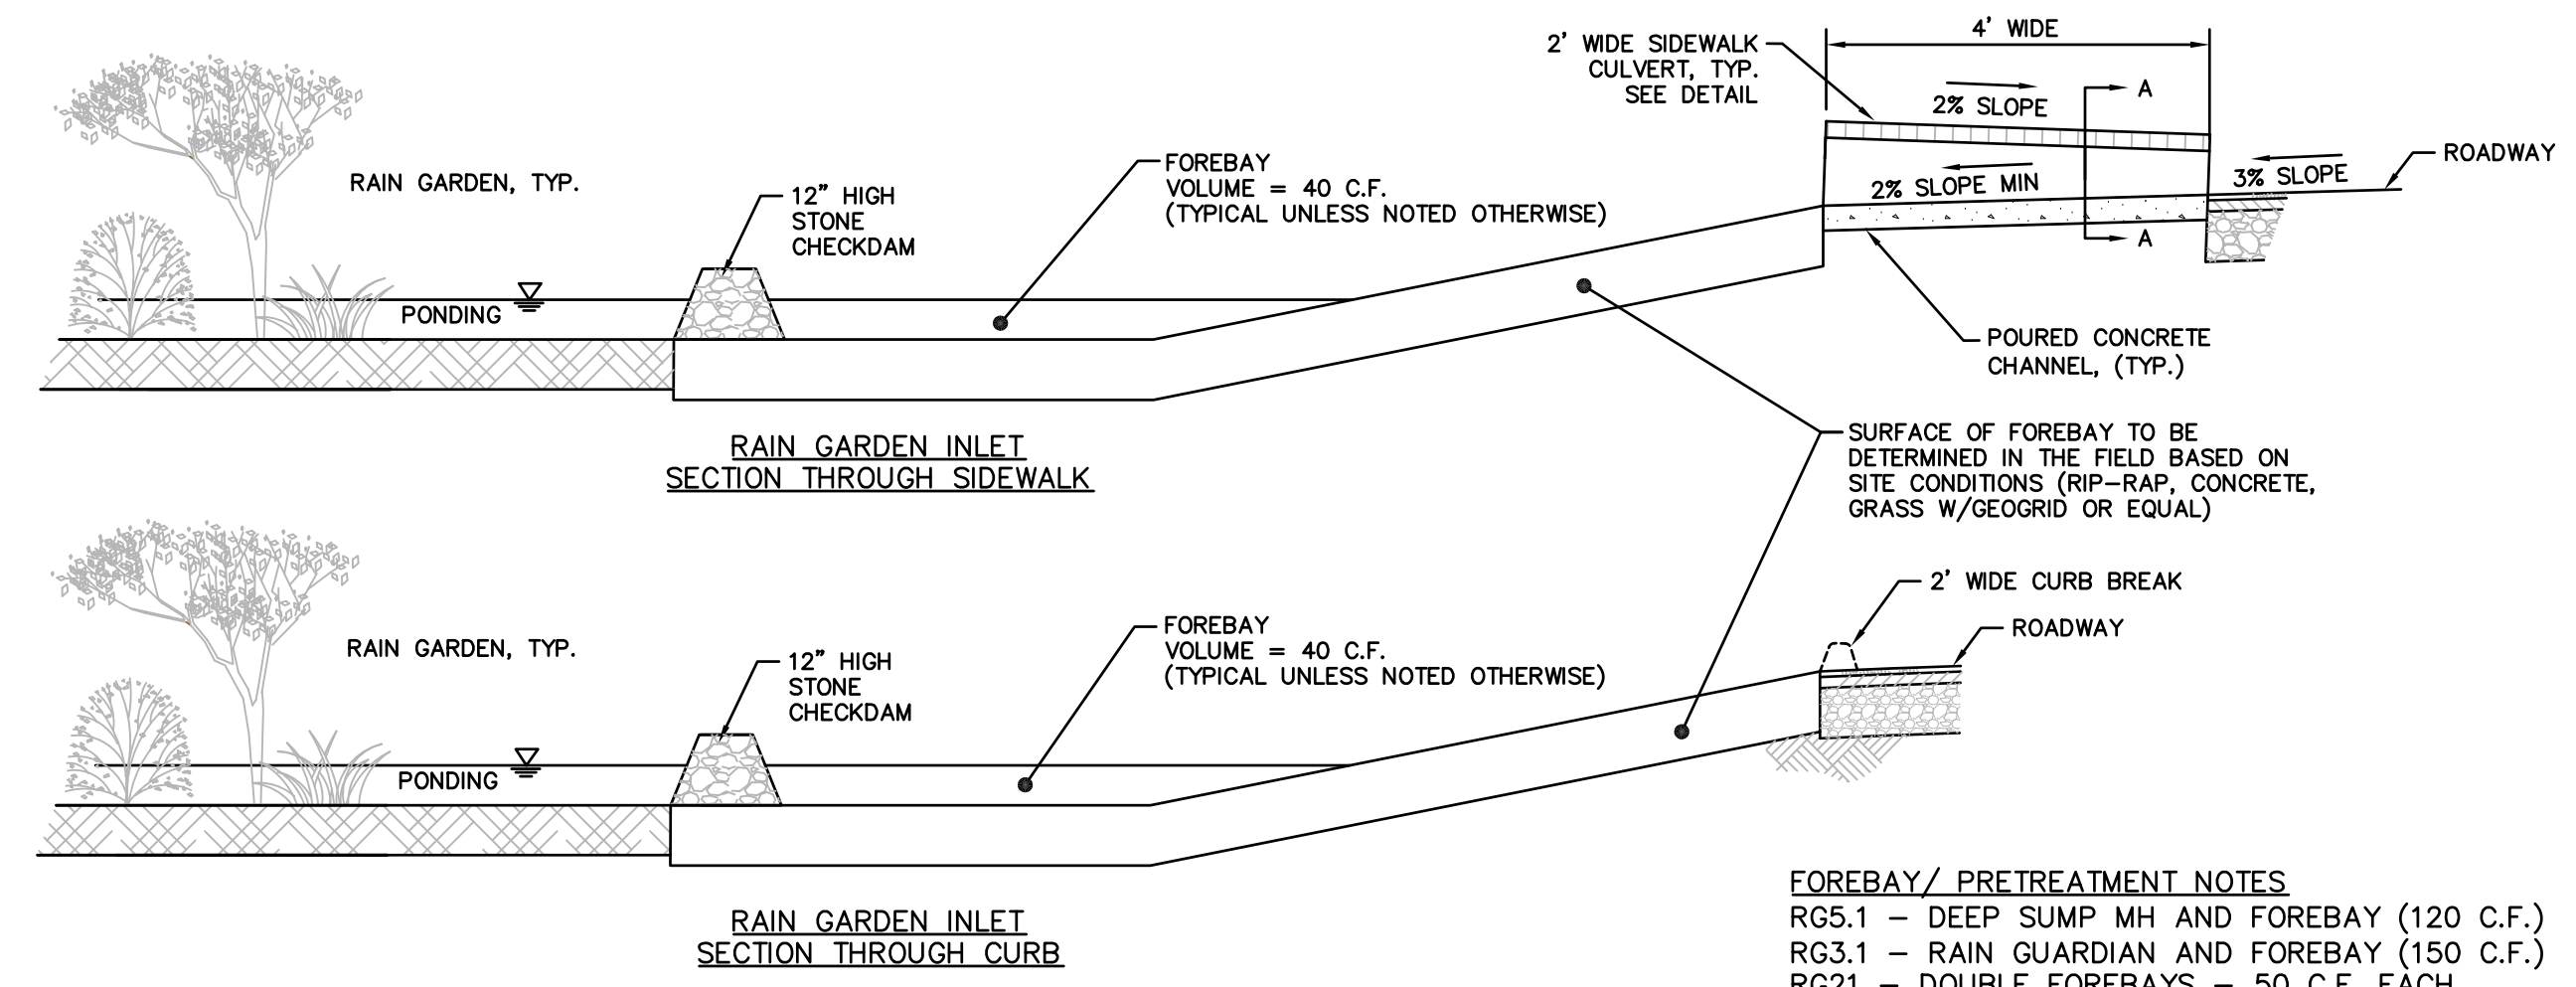 4' WIDE
2' WIDE SIDEWALK
CULVERT, TYP.
SEE DETAIL
A
2% SLOPE
ROADWAY
3% SLOPE
2% SLOPE MIN
A
FOREBAY
VOLUME = 40 C.F.
(TYPICAL UNLESS NOTED OTHERWISE)
RAIN GARDEN, TYP.
12" HIGH
STONE
CHECKDAM
PONDING
POURED CONCRETE
CHANNEL, (TYP.)
RAIN GARDEN INLET
SECTION THROUGH SIDEWALK
SURFACE OF FOREBAY TO BE
DETERMINED IN THE FIELD BASED ON
SITE CONDITIONS (RIP-RAP, CONCRETE,
GRASS W/GEOGRID OR EQUAL)
2' WIDE CURB BREAK
ROADWAY
FOREBAY
VOLUME = 40 C.F.
(TYPICAL UNLESS NOTED OTHERWISE)
RAIN GARDEN, TYP.
12" HIGH
STONE
CHECKDAM
PONDING
RAIN GARDEN INLET
SECTION THROUGH CURB
FOREBAY/ PRETREATMENT NOTES
RG5.1 - DEEP SUMP MH AND FOREBAY (120 C.F.)
RG3.1 - RAIN GUARDIAN AND FOREBAY (150 C.F.)
RG21 - DOUBLE FOREBAYS - 50 C.F. EACH